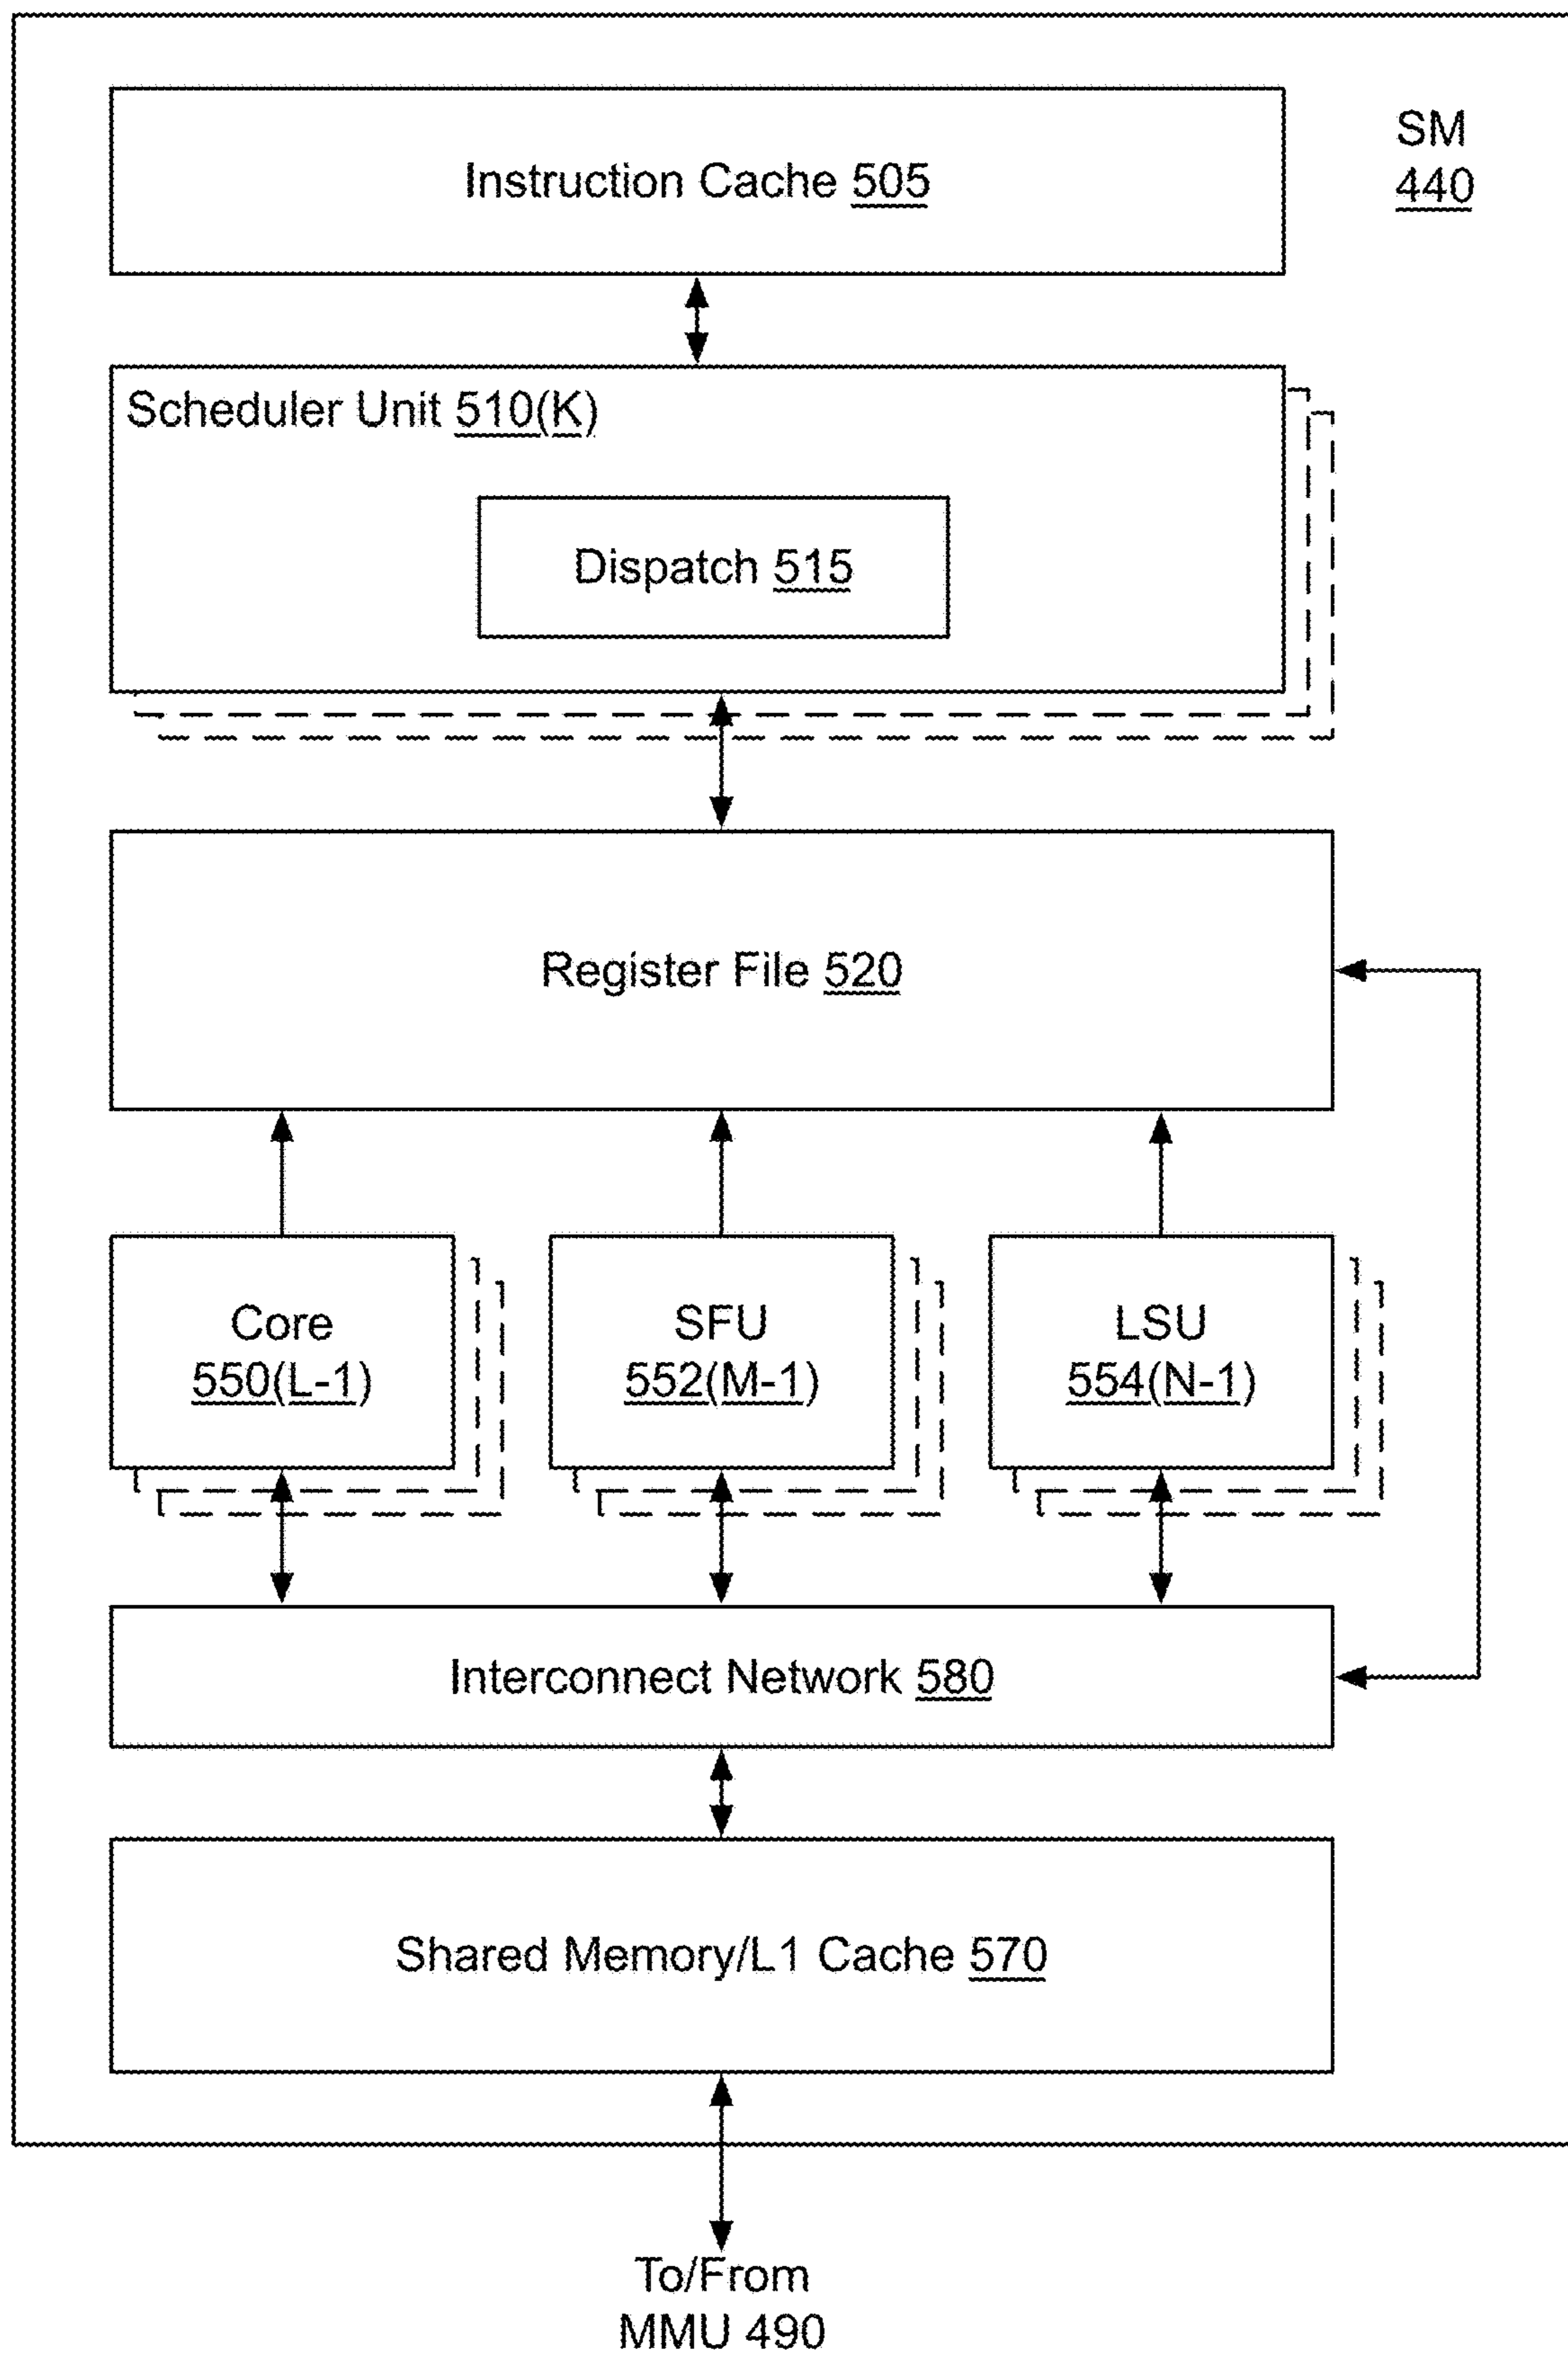 SM
440
Instruction Cache 505
Scheduler Unit 510(K)
Dispatch 515
Register File 520
Core
550(L-1)
SFU
552(M-1)
LSU
554(N-1)
Interconnect Network 580
Shared Memory/L1 Cache 570
To/From
MMU 490